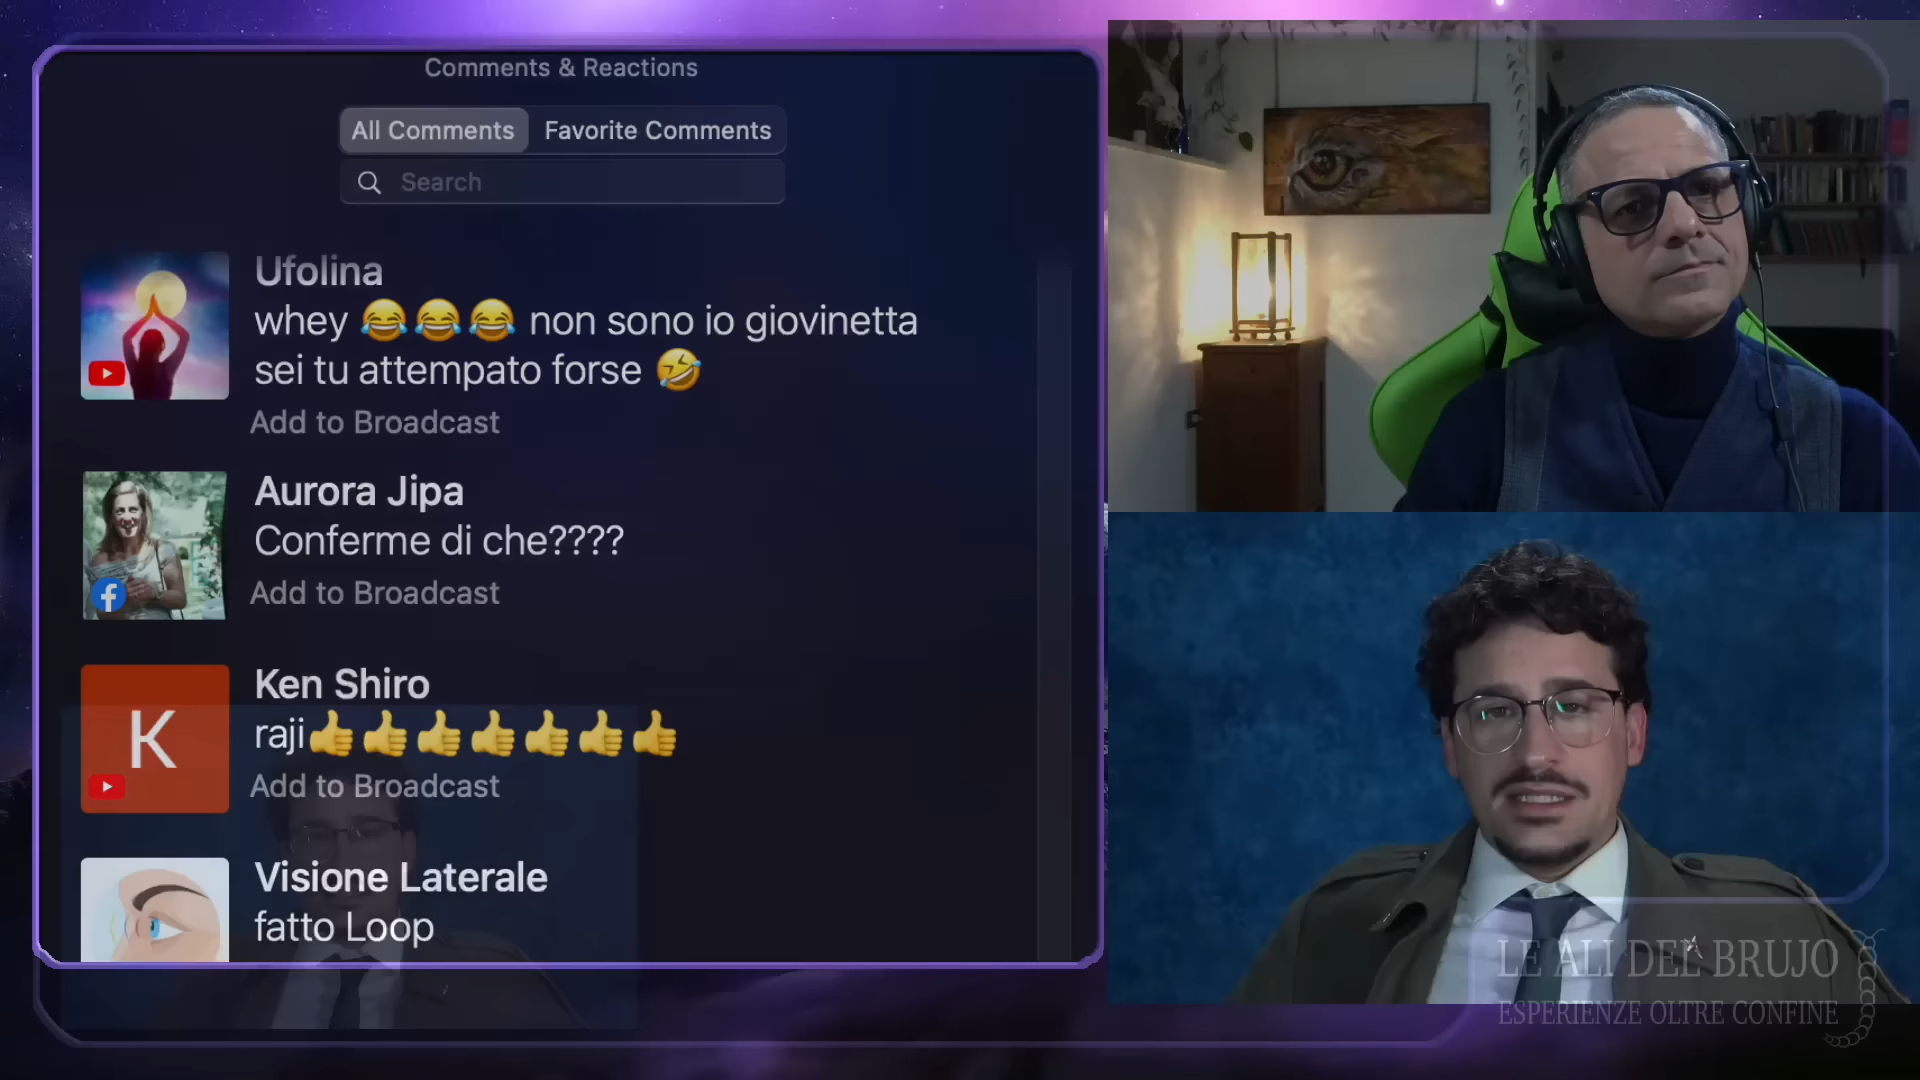 Comments & Reactions
All Comments Favorite Comments
Search
Ufolina
whey 😂😂😂 non sono io giovinetta
sei tu attempato forse 🤣
Add to Broadcast
Aurora Jipa
Conferme di che????
Add to Broadcast
Ken Shiro
raji👍👍👍👍👍👍👍
Add to Broadcast
K
Visione Laterale
fatto Loop
LE ALI DEL BRUJO
ESPERIENZE OLTRE CONFINE